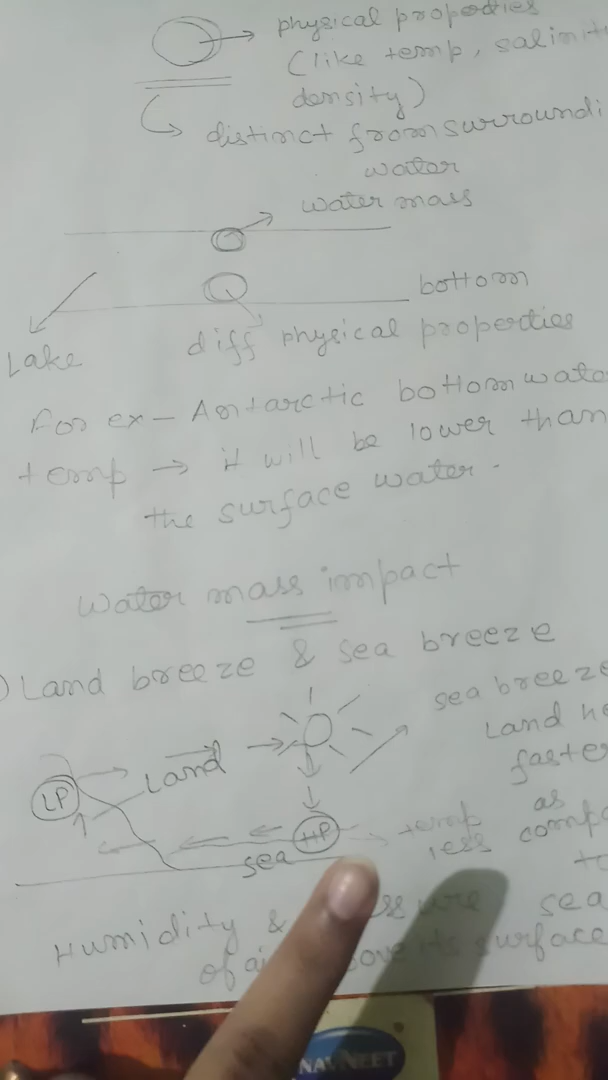 physical properties
(like temp, salinit
density)
distinct from surroundi
water
water mass
bottom
Lake
diff physical properties
For ex - Antarctic bottom wate
temp → it will be lower than
the surface water.
Water mass impact
Land breeze & sea breeze
sea breeze
Land he
faster
as
compa
to
sea
LP
Land
HP
temp
less
sea
Humidity &
of
surface
NAVNEET